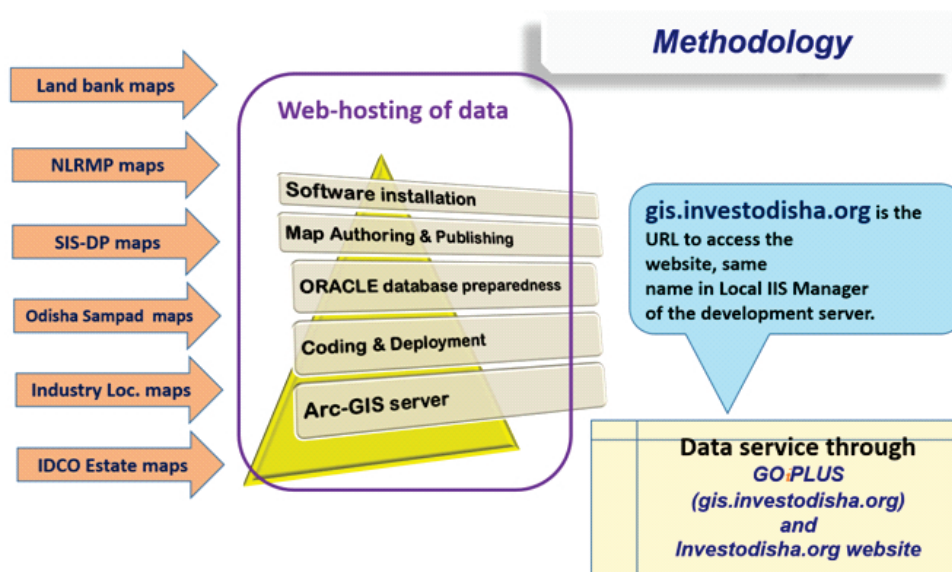 Methodology
Land bank maps
NLRMP maps
SIS-DP maps
Odisha Sampad maps
Industry Loc. maps
IDCO Estate maps
Web-hosting of data
Software installation
Map Authoring & Publishing
ORACLE database preparedness
Coding & Deployment
Arc-GIS server
gis.investodisha.org is the
URL to access the
website, same
name in Local IIS Manager
of the development server.
Data service through
GOiPLUS
(gis.investodisha.org)
and
Investodisha.org website